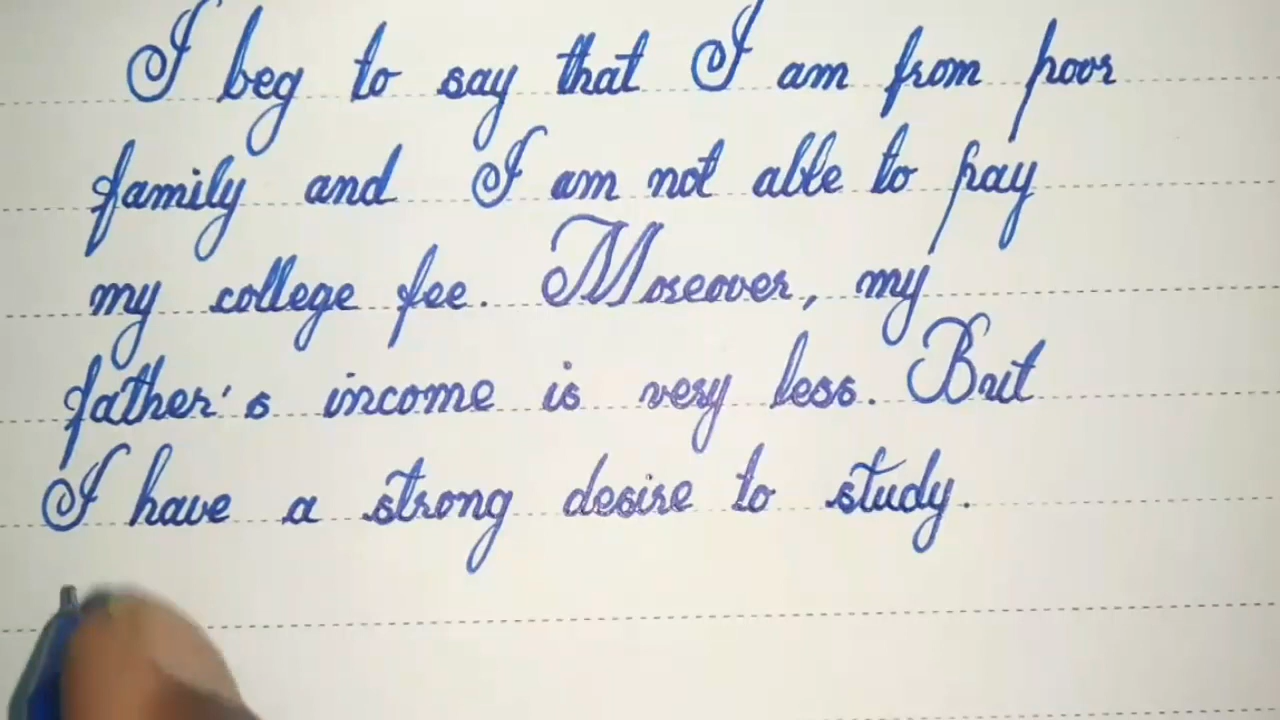 I beg to say that I am from poor
family and I am not able to pay
my college fee. Moreover, my
father's income is very less. But
I have a strong desire to study.